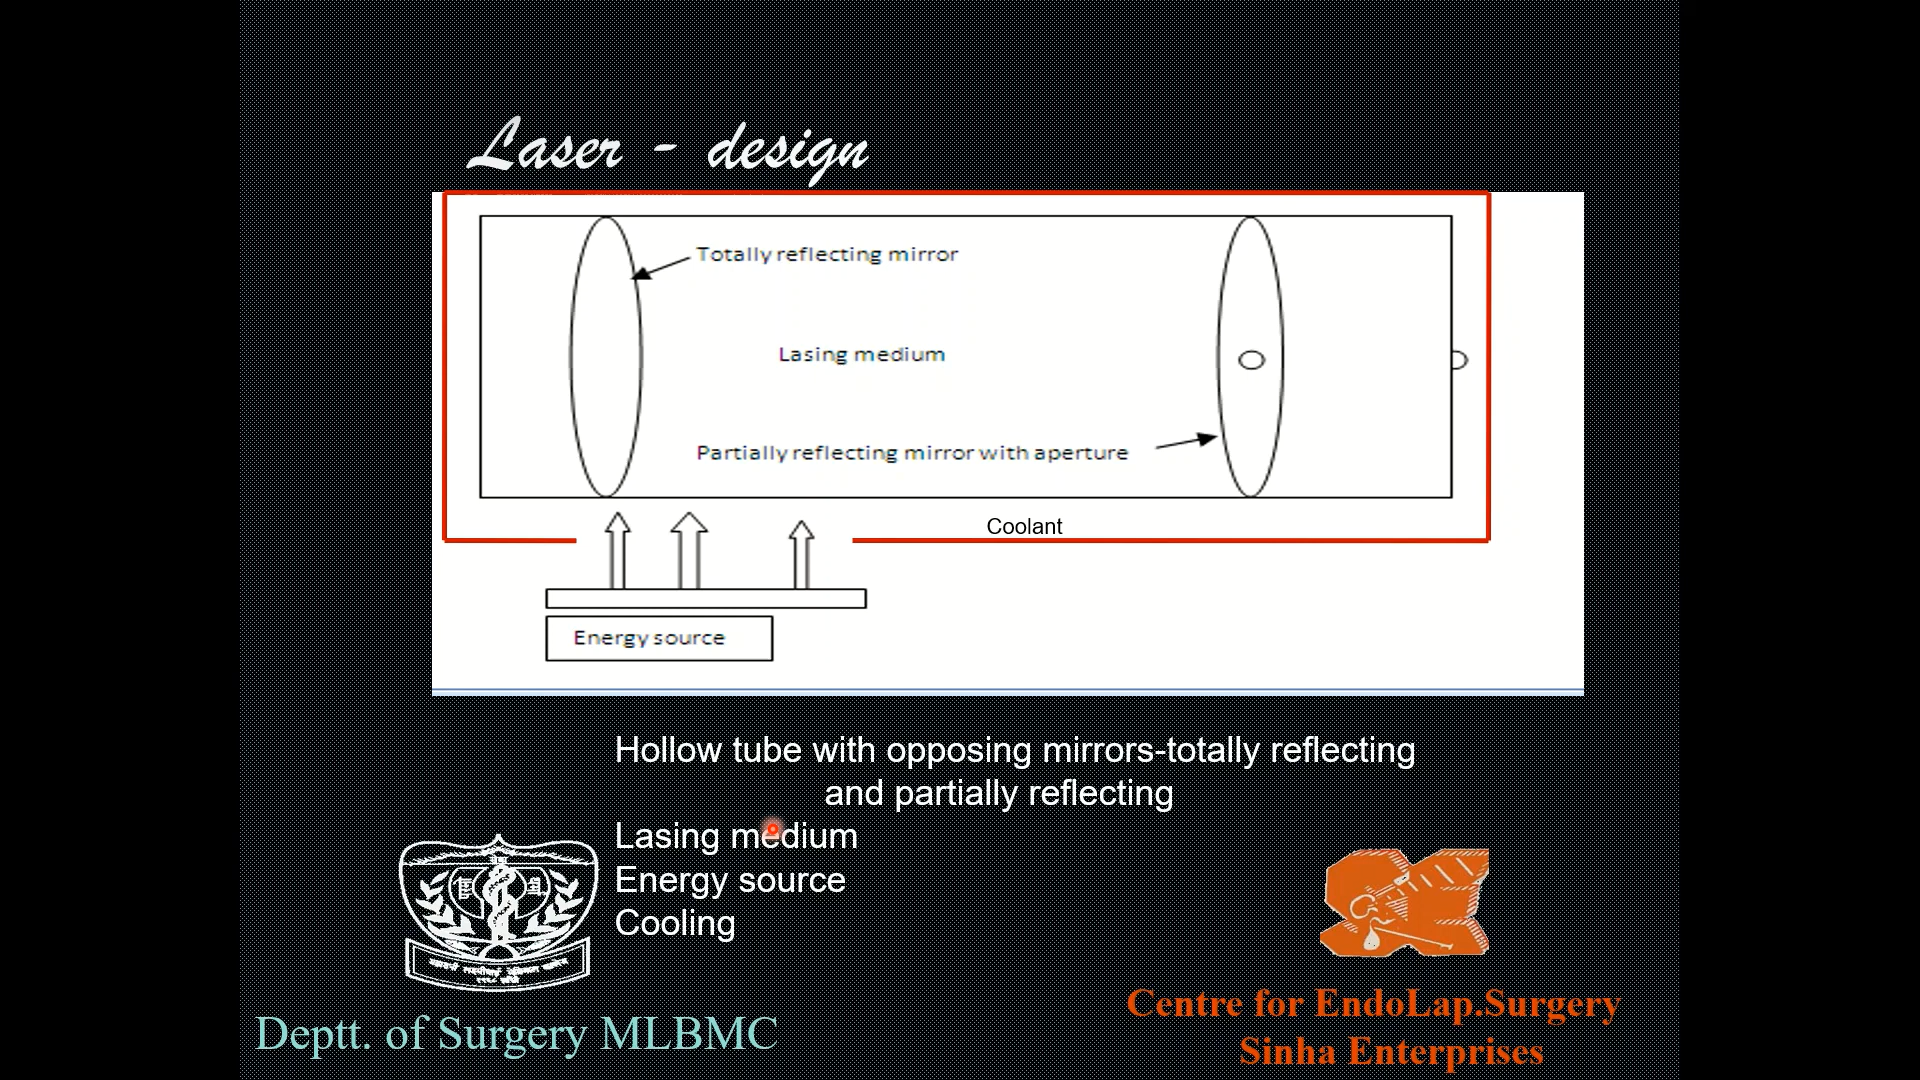 Laser - design
Totally reflecting mirror
Lasing medium
Partially reflecting mirror with aperture
Coolant
Energy source
Hollow tube with opposing mirrors-totally reflecting
and partially reflecting
Lasing medium
Energy source
Cooling
Deptt. of Surgery MLBMC
Centre for EndoLap.Surgery
Sinha Enterprises